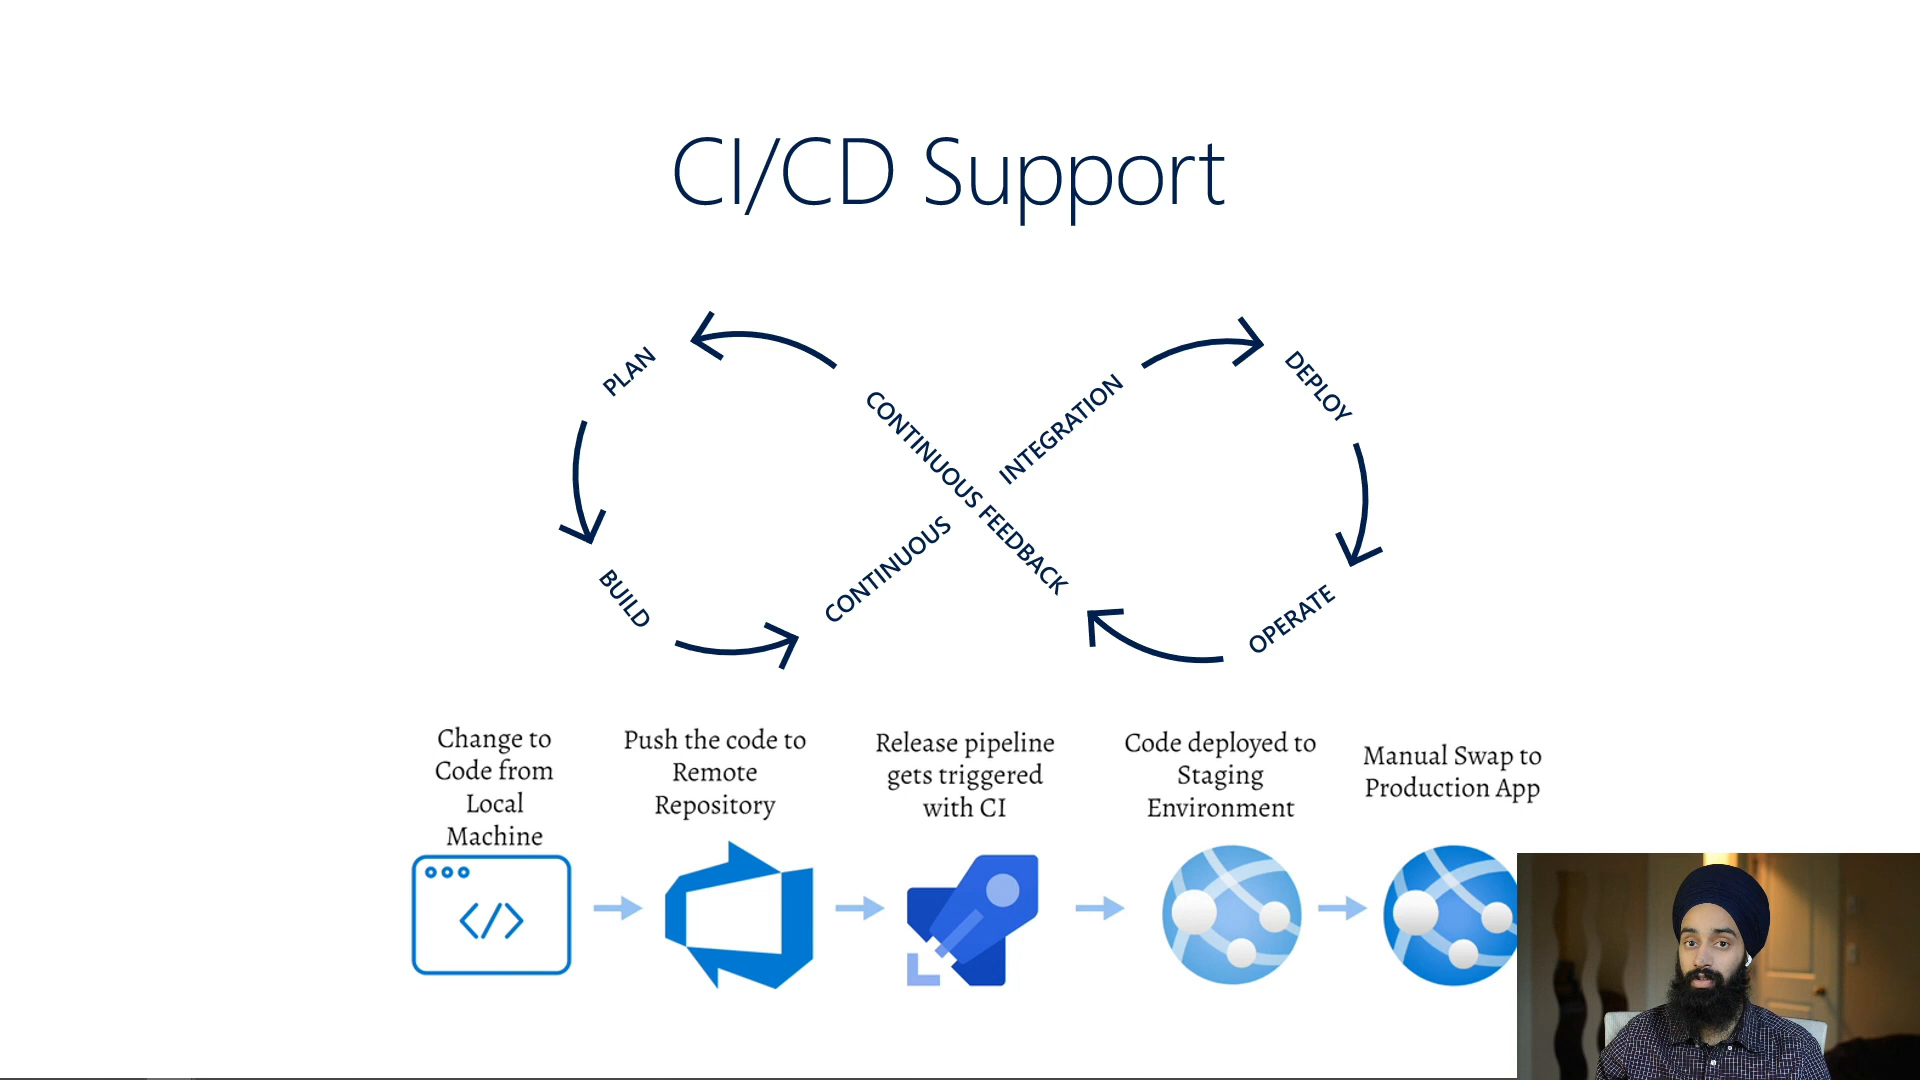 CI/CD Support
PLAN
BUILD
CONTINUOUS INTEGRATION
CONTINUOUS FEEDBACK
DEPLOY
OPERATE
Change to
Code from
Local
Machine
Push the code to
Remote
Repository
Release pipeline
gets triggered
with CI
Code deployed to
Staging
Environment
Manual Swap to
Production App